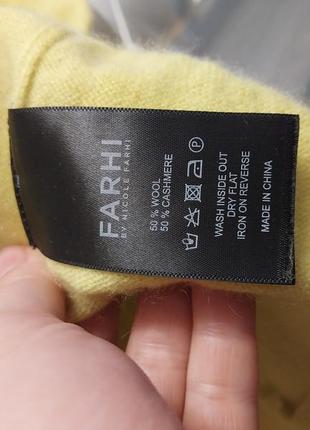 FARHI
BY NICOLE FARHI
50 % WOOL
50 % CASHMERE
P
WASH INSIDE OUT
DRY FLAT
IRON ON REVERSE
MADE IN CHINA